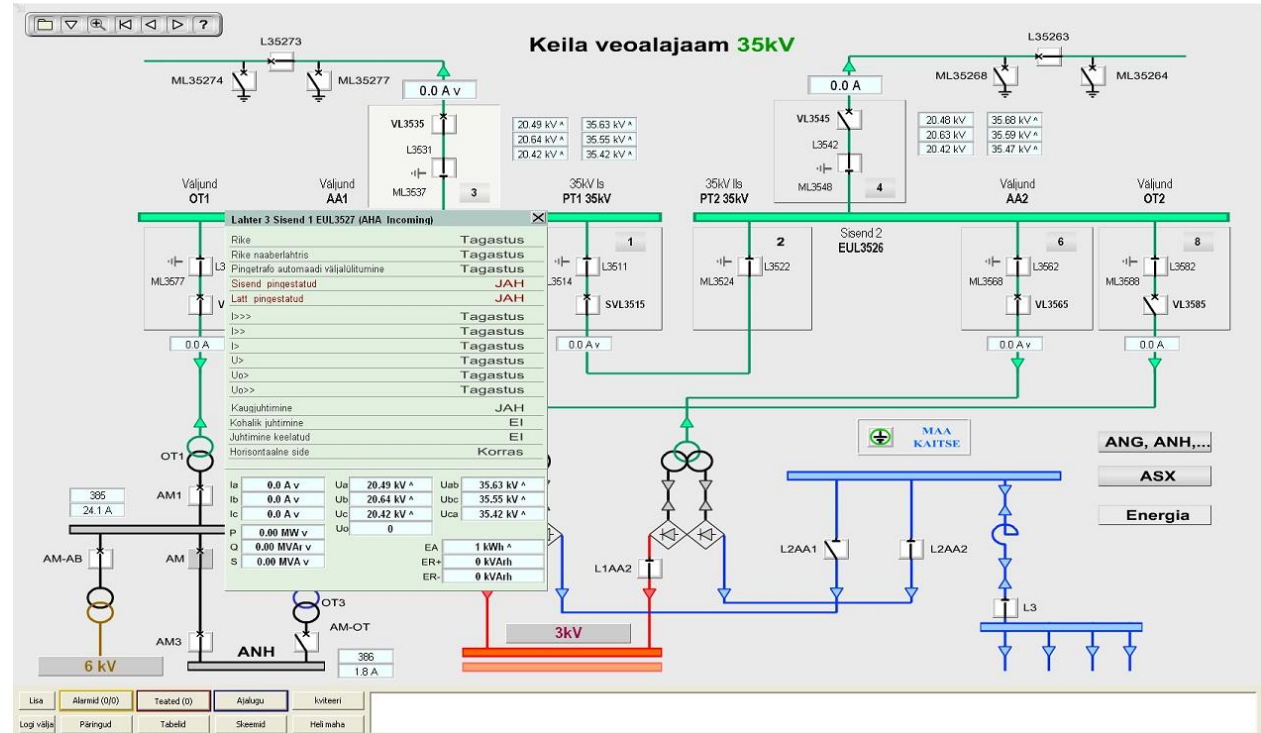 ?
Keila veoalajaam 35kV
L35273
ML35274
ML35277
0.0 A v
L35263
ML35268
ML35264
0.0 A
VL3535
L3531
ML3537
3
20.49 kV ^ 35.63 kV ^
20.64 kV ^ 35.55 kV ^
20.42 kV ^ 35.42 kV ^
VL3545
L3542
ML3548
4
20.48 kV 35.68 kV ^
20.63 kV 35.59 kV ^
20.42 kV 35.47 kV ^
Väljund
OT1
Väljund
AA1
35kV Is
PT1 35kV
35kV IIs
PT2 35kV
Väljund
AA2
Väljund
OT2
Sisend 2
EUL3526
ML3577
0.0 A
1
L3511
3514
SVL3515
0.0 A v
2
L3522
ML3524
6
L3562
ML3568
VL3565
0.0 A v
8
L3582
ML3588
VL3585
0.0 A
Lahter 3 Sisend 1 EUL3527 (AHA Incoming)
Rike Tagastus
Rike naaberlahtris Tagastus
Pingetrafo automaadi väljalülitumine Tagastus
Sisend pingestatud JAH
Latt pingestatud JAH
I>>> Tagastus
I>> Tagastus
I> Tagastus
U> Tagastus
Uo> Tagastus
Uo>> Tagastus
Kaugjuhtimine JAH
Kohalik juhtimine EI
Juhtimine keelatud EI
Horisontaalne side Korras
Ia 0.0 A v Ua 20.49 kV ^ Uab 35.63 kV ^
Ib 0.0 A v Ub 20.64 kV ^ Ubc 35.55 kV ^
Ic 0.0 A v Uc 20.42 kV ^ Uca 35.42 kV ^
P 0.00 MW v Uo 0
Q 0.00 MVAr v EA 1 kWh ^
S 0.00 MVA v ER+ 0 kVArh
ER- 0 kVArh
OT1
385
24.1 A
AM1
AM-AB
AM
OT3
AM-OT
AM3
ANH
6 kV
386
1.8 A
L1AA2
3kV
MAA
KAITSE
L2AA1
L2AA2
L3
ANG, ANH,...
ASX
Energia
Lisa Alarmid (0/0) Teated (0) Ajalugu kviteeri
Logi välja Päringud Tabelid Skeemid Heli maha